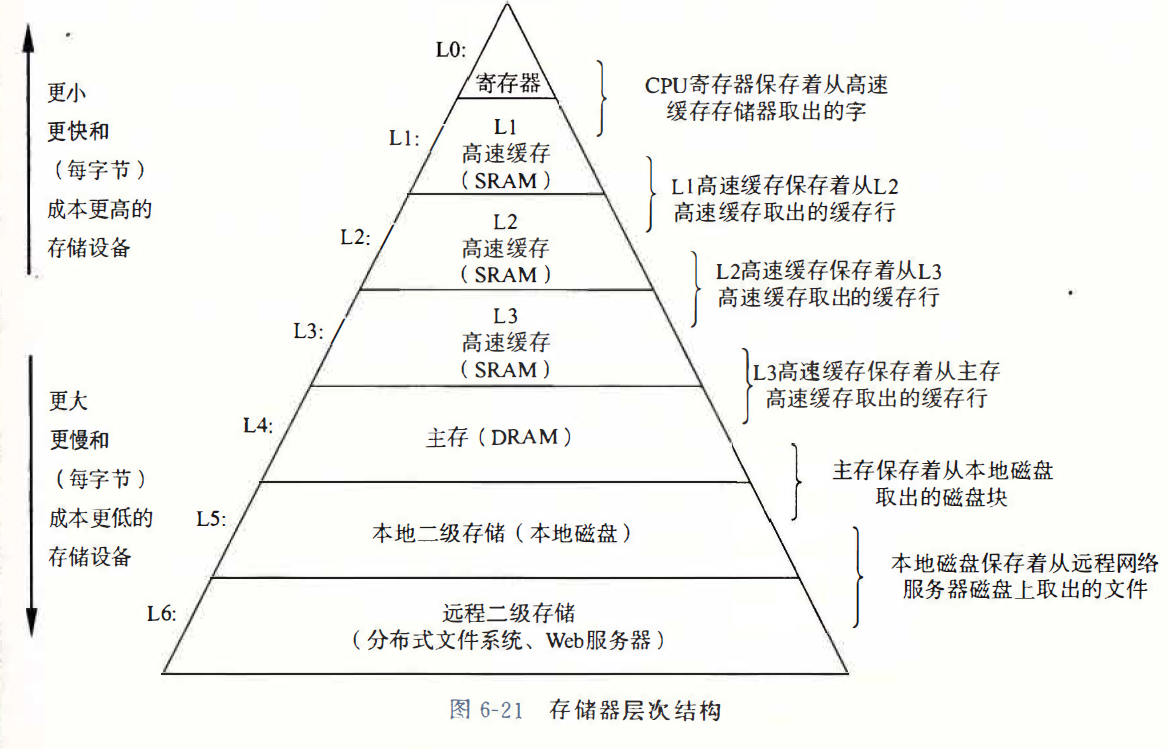 更小
更快和
（每字节）
成本更高的
存储设备
更大
更慢和
（每字节）
成本更低的
存储设备
L0:
寄存器
L1:
L1
高速缓存
（SRAM）
L2:
L2
高速缓存
（SRAM）
L3:
L3
高速缓存
（SRAM）
L4:
主存（DRAM）
L5:
本地二级存储（本地磁盘）
L6:
远程二级存储
（分布式文件系统、Web服务器）
CPU寄存器保存着从高速
缓存存储器取出的字
L1高速缓存保存着从L2
高速缓存取出的缓存行
L2高速缓存保存着从L3
高速缓存取出的缓存行
L3高速缓存保存着从主存
高速缓存取出的缓存行
主存保存着从本地磁盘
取出的磁盘块
本地磁盘保存着从远程网络
服务器磁盘上取出的文件
图 6-21 存储器层次结构